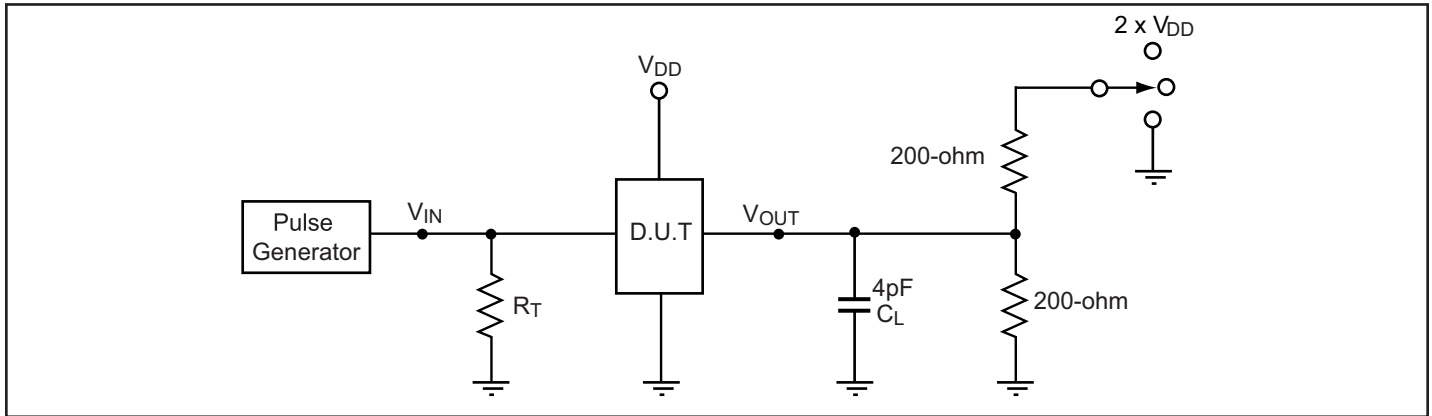 2 x VDD
VDD
200-ohm
Pulse
Generator
VIN
D.U.T
VOUT
RT
4pF
CL
200-ohm